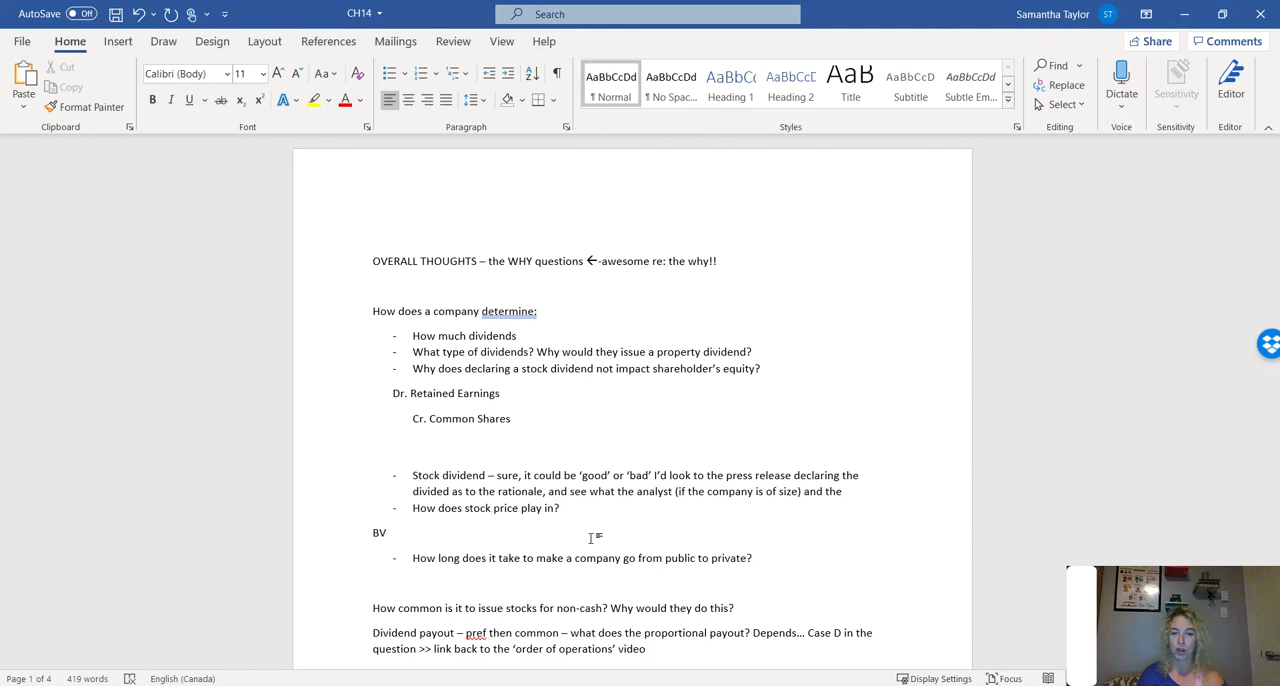 AutoSave Off CH14 Search Samantha Taylor ST
File Home Insert Draw Design Layout References Mailings Review View Help Share Comments
Paste Cut Copy Format Painter
Calibri (Body) 11
AaBbCcDd AaBbCcDd AaBbCc AaBbCcE AaB AaBbCcD AaBbCcDd
¶ Normal ¶ No Spac... Heading 1 Heading 2 Title Subtitle Subtle Em...
Find Replace Select Dictate Sensitivity Editor
Clipboard Font Paragraph Styles Editing Voice Sensitivity Editor
OVERALL THOUGHTS – the WHY questions ←-awesome re: the why!!
How does a company determine:
- How much dividends
- What type of dividends? Why would they issue a property dividend?
- Why does declaring a stock dividend not impact shareholder’s equity?
Dr. Retained Earnings
Cr. Common Shares
- Stock dividend – sure, it could be ‘good’ or ‘bad’ I’d look to the press release declaring the
divided as to the rationale, and see what the analyst (if the company is of size) and the
- How does stock price play in?
BV
- How long does it take to make a company go from public to private?
How common is it to issue stocks for non-cash? Why would they do this?
Dividend payout – pref then common – what does the proportional payout? Depends… Case D in the
question >> link back to the ‘order of operations’ video
Page 1 of 4 419 words English (Canada) Display Settings Focus